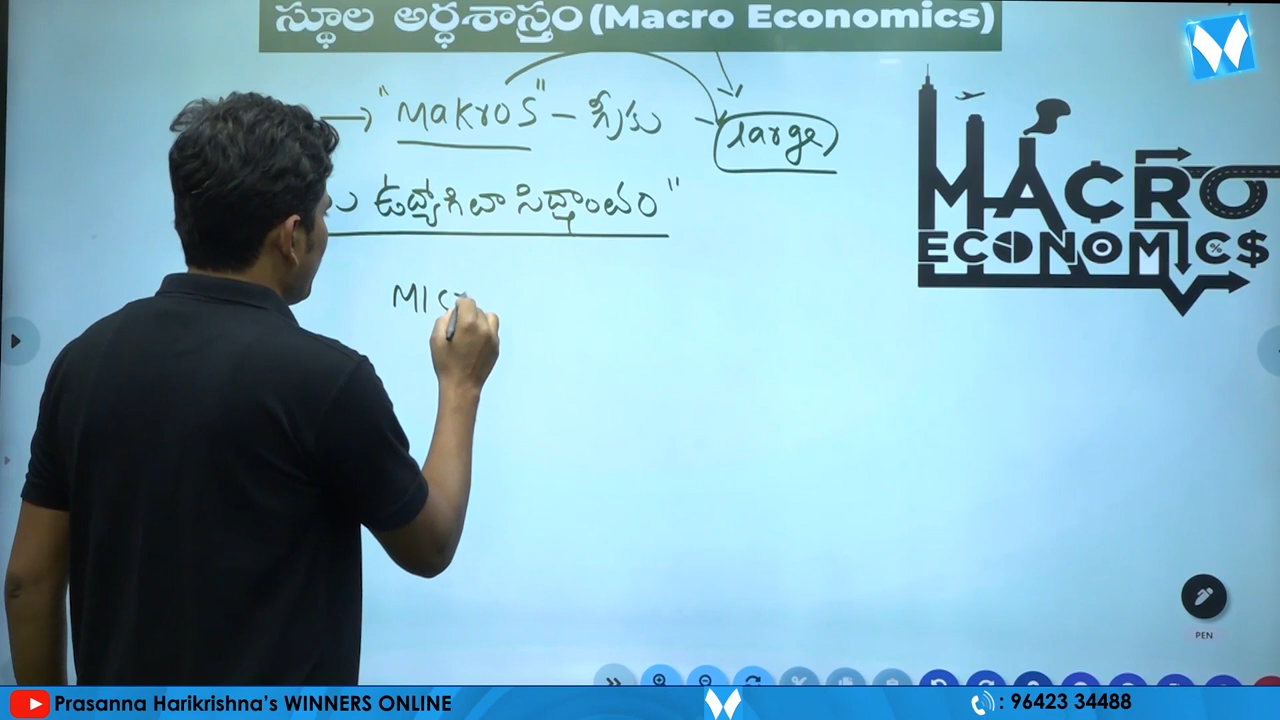 స్థూల అర్థశాస్త్రం (Macro Economics)
→ "Makros" – గ్రీకు → large
ఉద్యోగితా సిద్ధాంతం"
MIC
MACRO
ECONOMICS
%
PEN
Prasanna Harikrishna's WINNERS ONLINE
: 96423 34488